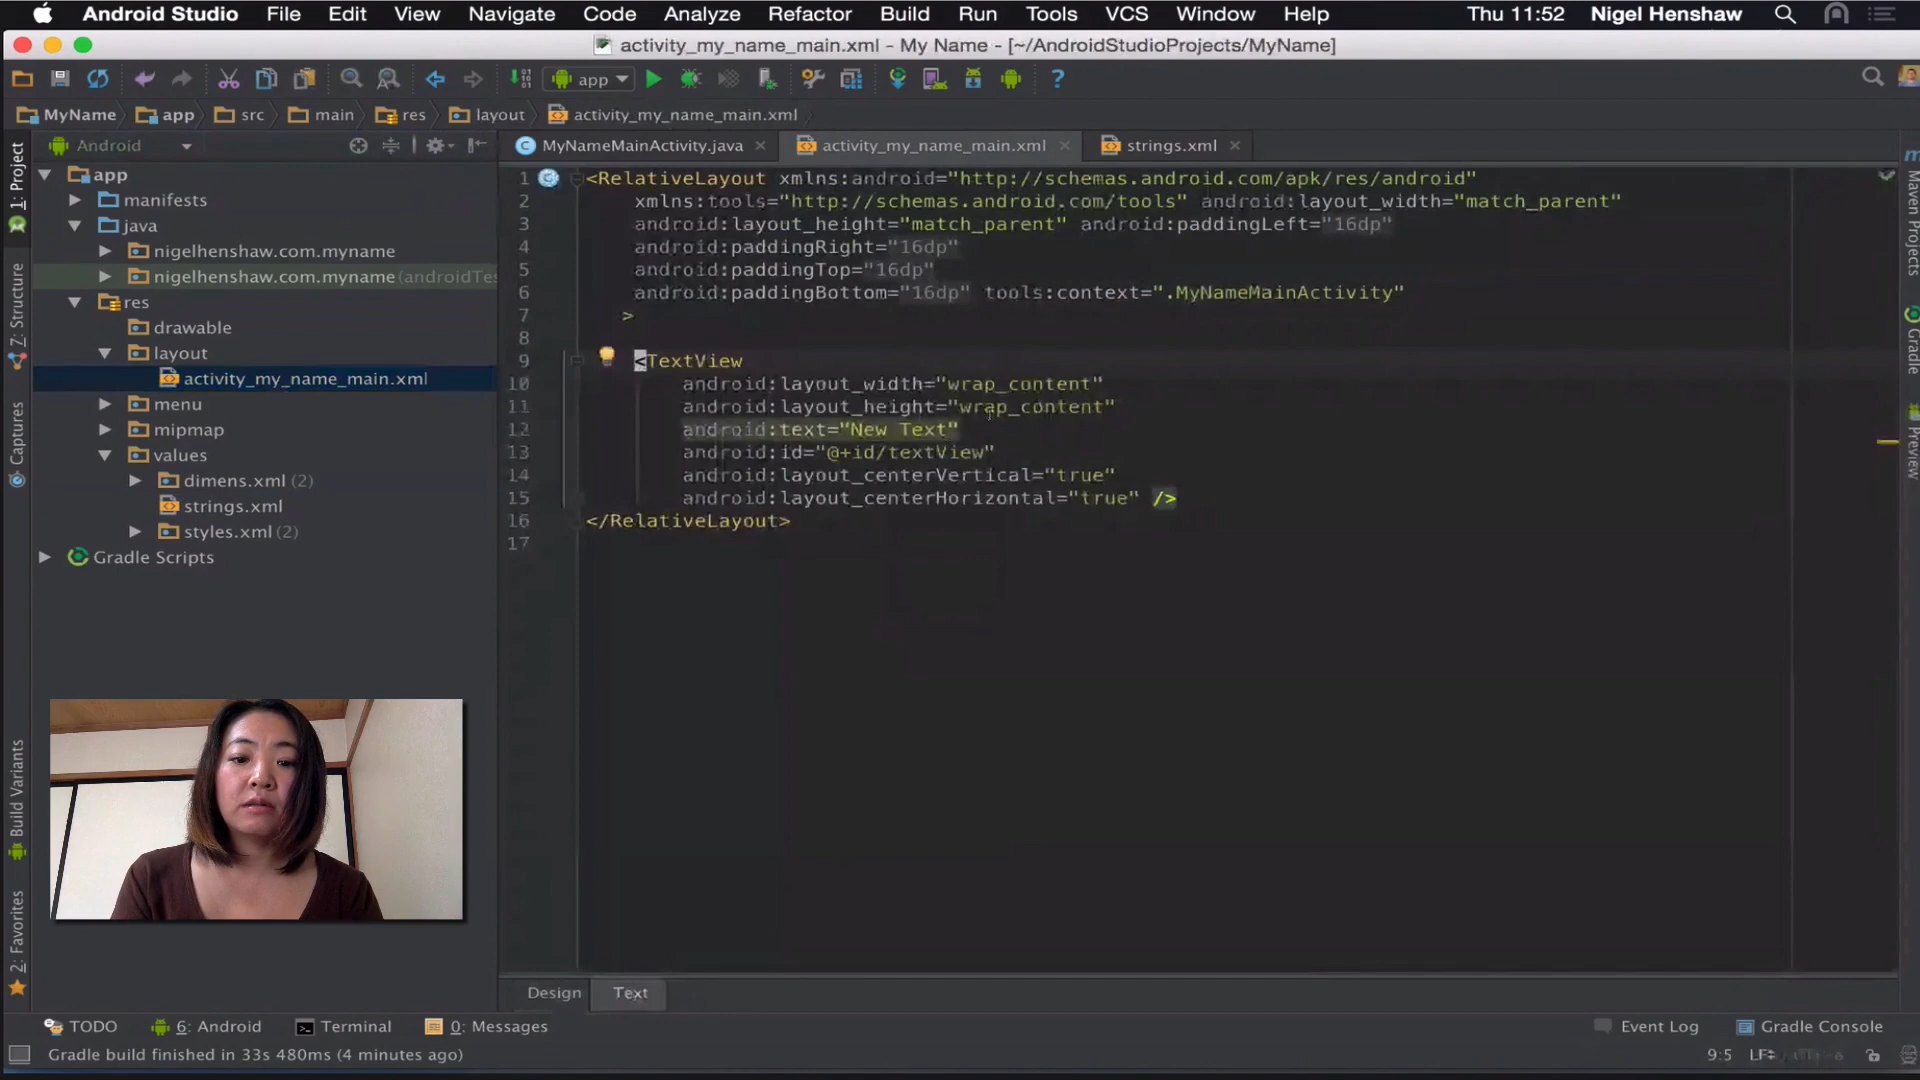 Android Studio File Edit View Navigate Code Analyze Refactor Build Run Tools VCS Window Help Thu 11:52 Nigel Henshaw
activity_my_name_main.xml - My Name - [~/AndroidStudioProjects/MyName]
app ?
MyName app src main res layout activity_my_name_main.xml
Android
MyNameMainActivity.java activity_my_name_main.xml strings.xml
1: Project
7: Structure
Captures
Build Variants
2: Favorites
app
manifests
java
nigelhenshaw.com.myname
nigelhenshaw.com.myname (androidTes
res
drawable
layout
activity_my_name_main.xml
menu
mipmap
values
dimens.xml (2)
strings.xml
styles.xml (2)
Gradle Scripts
1 <RelativeLayout xmlns:android="http://schemas.android.com/apk/res/android"
2 xmlns:tools="http://schemas.android.com/tools" android:layout_width="match_parent"
3 android:layout_height="match_parent" android:paddingLeft="16dp"
4 android:paddingRight="16dp"
5 android:paddingTop="16dp"
6 android:paddingBottom="16dp" tools:context=".MyNameMainActivity"
7 >
8
9 <TextView
10 android:layout_width="wrap_content"
11 android:layout_height="wrap_content"
12 android:text="New Text"
13 android:id="@+id/textView"
14 android:layout_centerVertical="true"
15 android:layout_centerHorizontal="true" />
16 </RelativeLayout>
17
m
Maven Projects
Gradle
Preview
Design Text
TODO 6: Android Terminal 0: Messages Event Log Gradle Console
Gradle build finished in 33s 480ms (4 minutes ago) 9:5